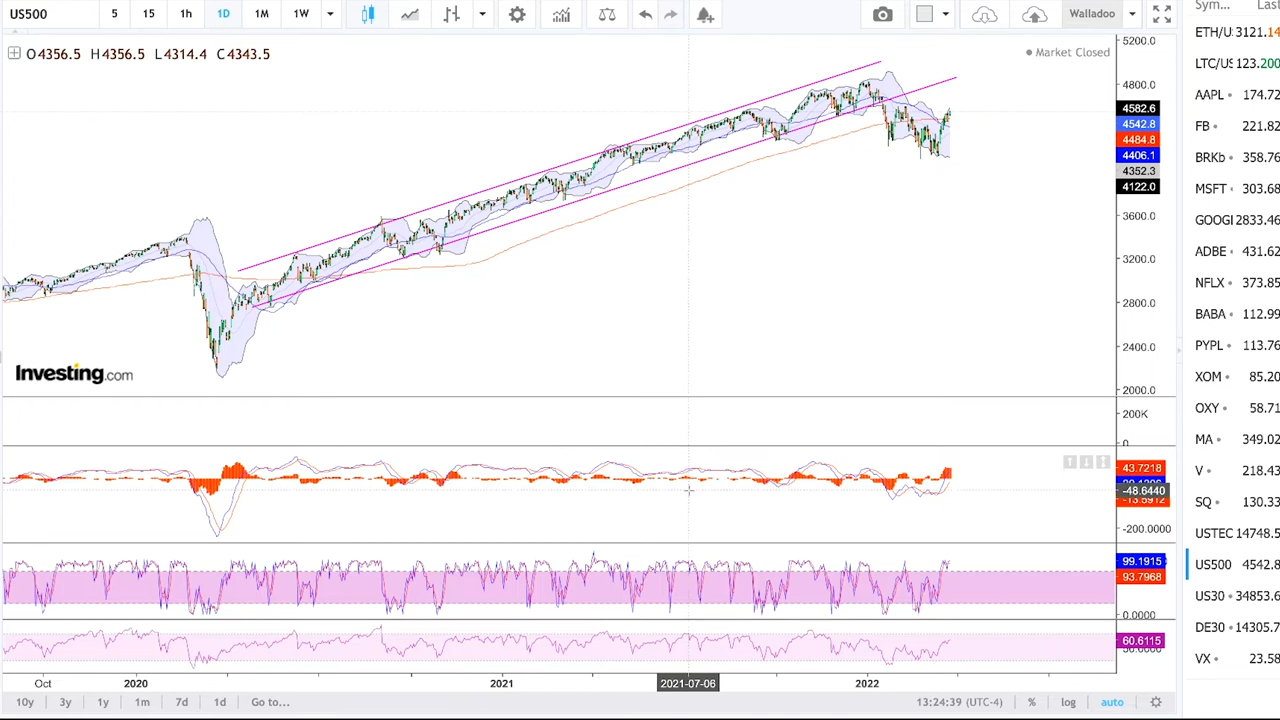 US500 5 15 1h 1D 1M 1W Walladoo
O4356.5 H4356.5 L4314.4 C4343.5
Market Closed
5200.0
4800.0
4582.6
4542.8
4484.8
4406.1
4352.3
4122.0
3600.0
3200.0
2800.0
2400.0
2000.0
Investing.com
200K
0
43.7218
-48.6440
-13.5912
-200.0000
99.1915
93.7968
0.0000
60.6115
Oct 2020 2021 2021-07-06 2022
10y 3y 1y 1m 7d 1d Go to... 13:24:39 (UTC-4) % log auto
Sym... Last
ETH/U: 3121.14
LTC/US 123.200
AAPL 174.72
FB 221.82
BRKb 358.76
MSFT 303.68
GOOGl 2833.46
ADBE 431.62
NFLX 373.85
BABA 112.99
PYPL 113.76
XOM 85.20
OXY 58.71
MA 349.02
V 218.43
SQ 130.33
USTEC 14748.5
US500 4542.8
US30 34853.6
DE30 14305.7
VX 23.58